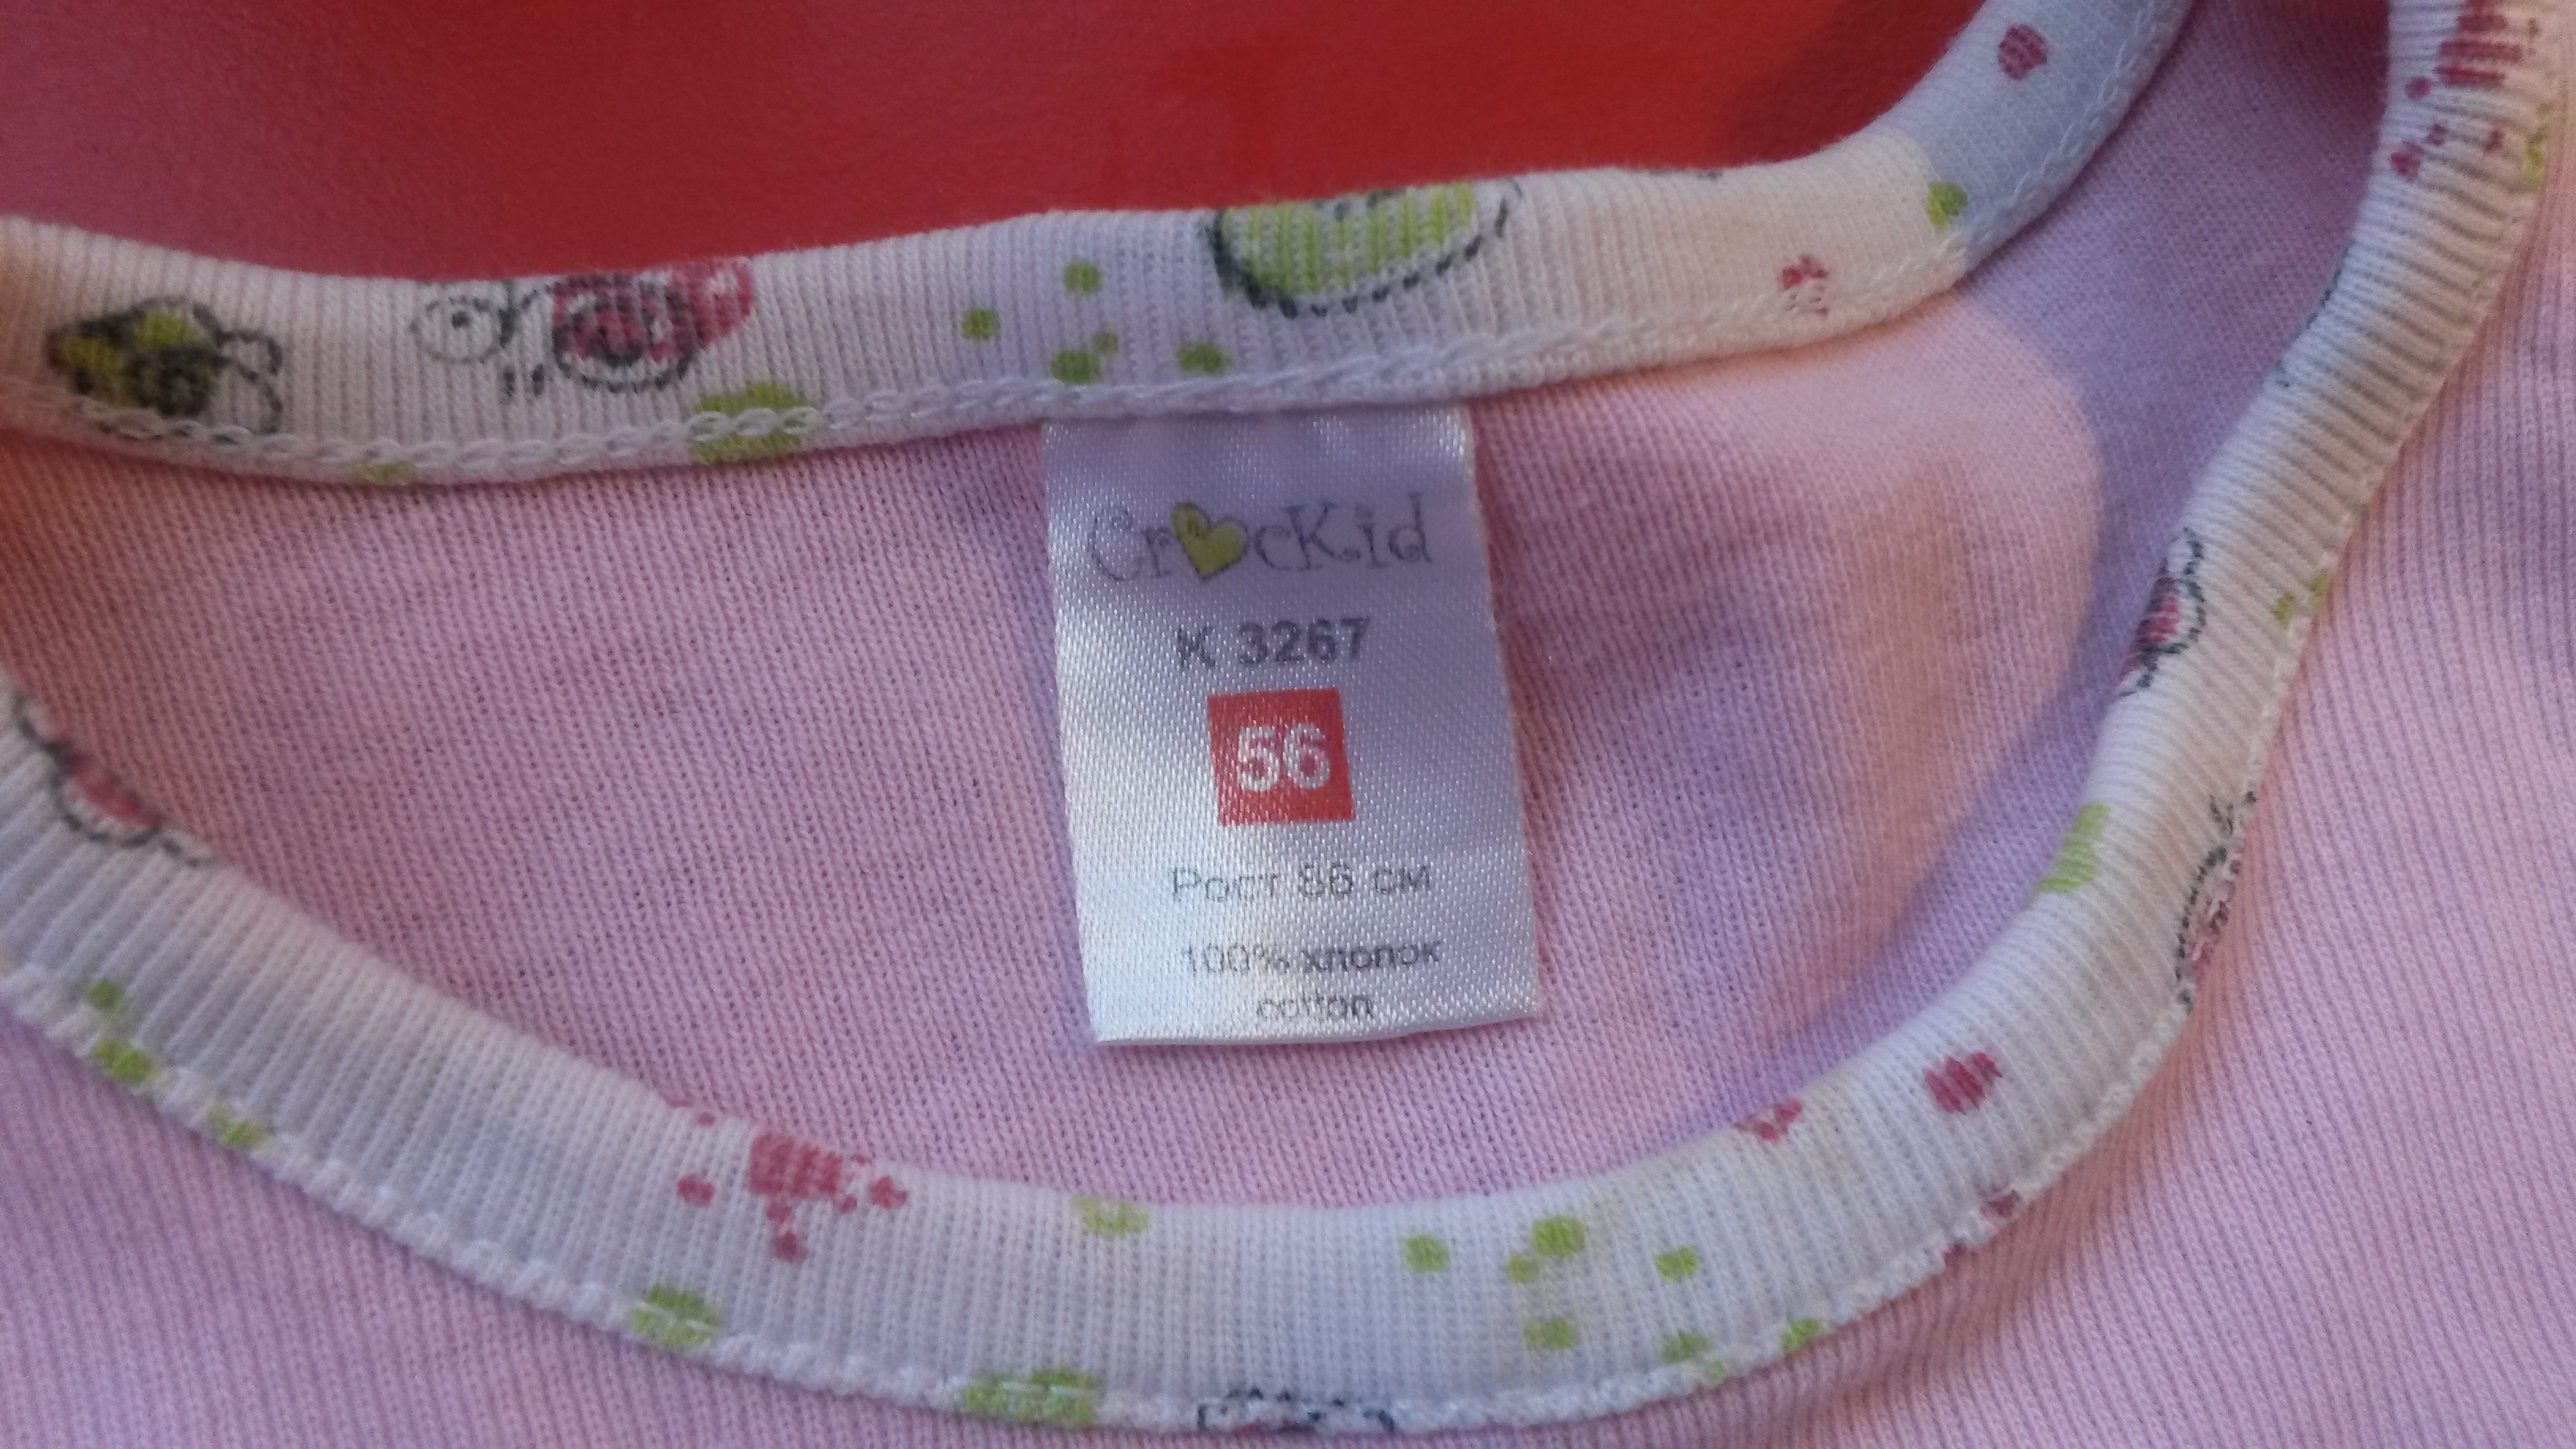 CrocKid
К 3267
56
Рост 56 см
100% хлопок
cotton